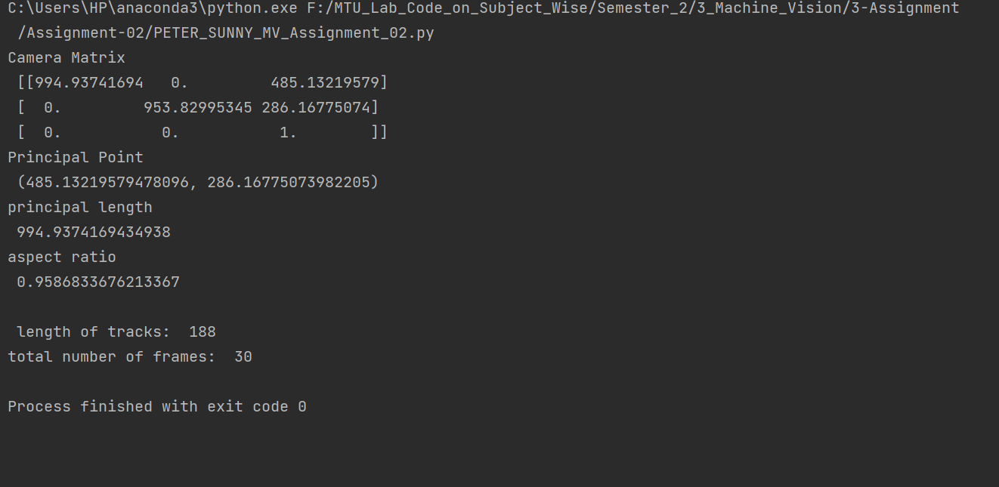 C:\Users\HP\anaconda3\python.exe F:/MTU_Lab_Code_on_Subject_Wise/Semester_2/3_Machine_Vision/3-Assignment
/Assignment-02/PETER_SUNNY_MV_Assignment_02.py
Camera Matrix
[[994.93741694   0.         485.13219579]
[  0.         953.82995345 286.16775074]
[  0.           0.           1.        ]]
Principal Point
(485.13219579478096, 286.16775073982205)
principal length
994.9374169434938
aspect ratio
0.9586833676213367
length of tracks:  188
total number of frames:  30
Process finished with exit code 0